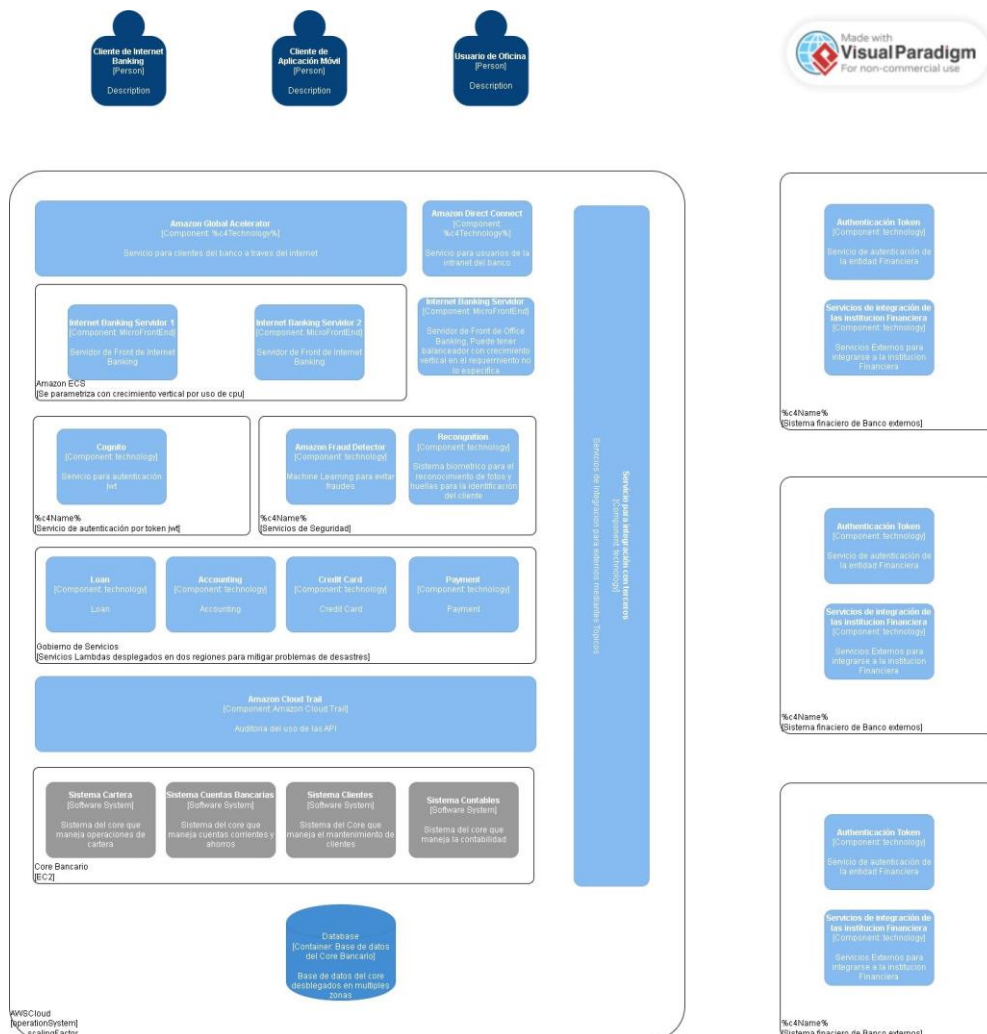 Cliente de Internet
Banking
[Person]
Description
Cliente de
Aplicación Móvil
[Person]
Description
Usuario de Oficina
[Person]
Description
Made with
Visual Paradigm
For non-commercial use
Amazon Global Acelerator
[Component: %c4Technology%]
Servicio para clientes del banco a traves del internet
Amazon Direct Connect
[Component:
%c4Technology%]
Servicio para usuarios de la
intranet del banco
Internet Banking Servidor 1
[Component: MicroFrontEnd]
Servidor de Front de Internet
Banking
Internet Banking Servidor 2
[Component: MicroFrontEnd]
Servidor de Front de Internet
Banking
Amazon ECS
[Se parametriza con crecimiento vertical por uso de cpu]
Internet Banking Servidor
[Component: MicroFrontEnd]
Servidor de Front de Office
Banking, Puede tener
balanceador con crecimiento
vertical en el requermiento no
lo especifica
Cognito
[Component: technology]
Servicio para autenticación
jwt
%c4Name%
[Servicio de autenticación por token jwt]
Amazon Fraud Detector
[Component: technology]
Machine Learning para evitar
fraudes
Recongnition
[Component: technology]
Sistema biometrico para el
reconocimiento de fotos y
huellas para la identificación
del cliente
%c4Name%
[Servicios de Seguridad]
Loan
[Component: technology]
Loan
Accounting
[Component: technology]
Accounting
Credit Card
[Component: technology]
Credit Card
Payment
[Component: technology]
Payment
Gobierno de Servicios
[Servicios Lambdas desplegados en dos regiones para mitigar problemas de desastres]
Amazon Cloud Trail
[Component: Amazon Cloud Trail]
Auditoria del uso de las API
Sistema Cartera
[Software System]
Sistema del core que
maneja operaciones de
cartera
Sistema Cuentas Bancarias
[Software System]
Sistema del core que
maneja cuentas corrientes y
ahorros
Sistema Clientes
[Software System]
Sistema del Core que
maneja el mantenimiento de
clientes
Sistema Contables
[Software System]
Sistema del core que
maneja la contabilidad
Core Bancario
[EC2]
Database
[Container: Base de datos
del Core Bancario]
Base de datos del core
desblegados en multiples
zonas
AWSCloud
[operationSystem]
scalingFactor
Servicio para integración con terceros
[Component: technology]
Servicios de integracion para externos mediantes Topicos
Authenticación Token
[Component: technology]
Servicio de autenticación de
la entidad Financiera
Servicios de integración de
las institucion Financiera
[Component: technology]
Servicios Externos para
integrarse a la institucion
Financiera
%c4Name%
[Sistema finaciero de Banco externos]
Authenticación Token
[Component: technology]
Servicio de autenticación de
la entidad Financiera
Servicios de integración de
las institucion Financiera
[Component: technology]
Servicios Externos para
integrarse a la institucion
Financiera
%c4Name%
[Sistema finaciero de Banco externos]
Authenticación Token
[Component: technology]
Servicio de autenticación de
la entidad Financiera
Servicios de integración de
las institucion Financiera
[Component: technology]
Servicios Externos para
integrarse a la institucion
Financiera
%c4Name%
[Sistema finaciero de Banco externos]